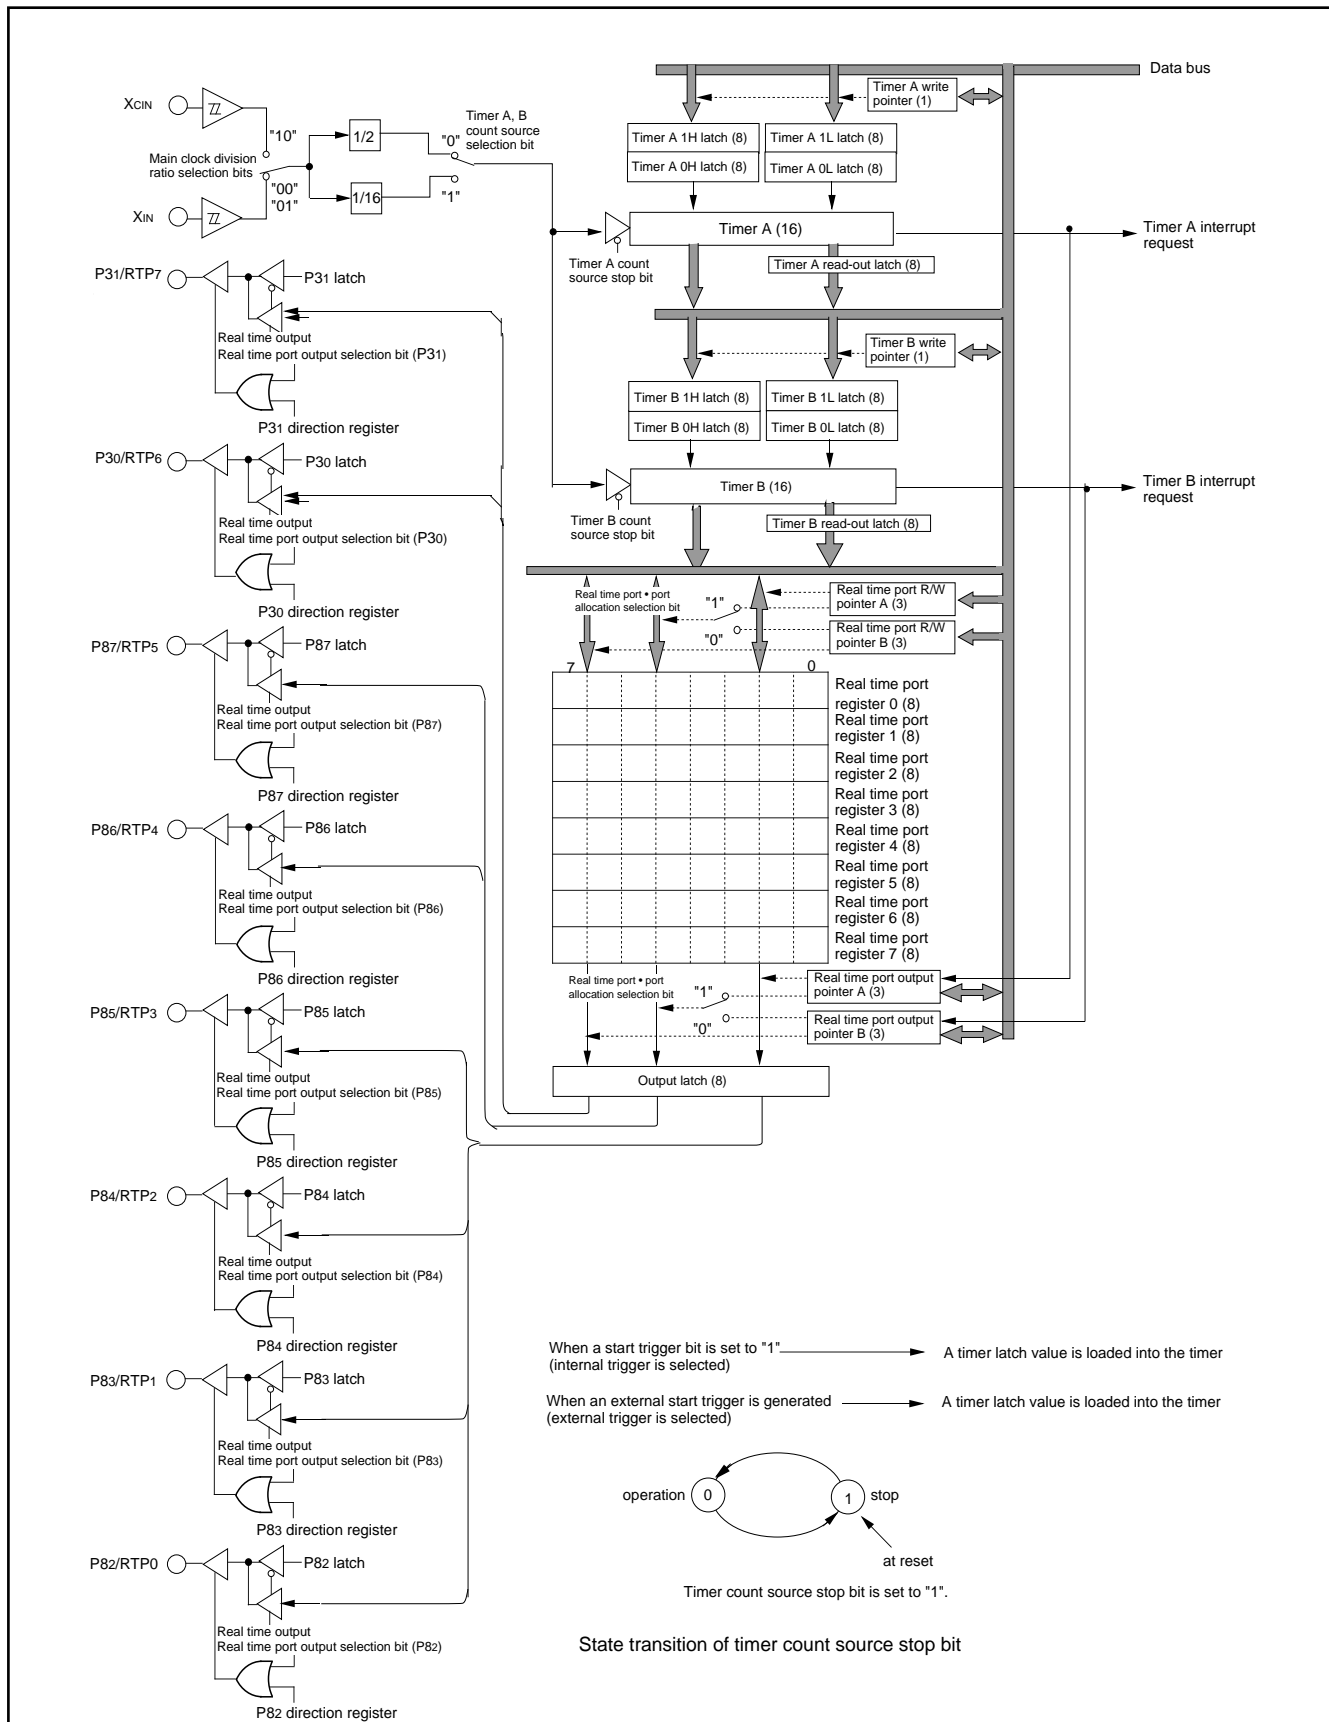 Data bus
XCIN
"10"
Main clock division
ratio selection bits
"00"
"01"
XIN
1/2
1/16
"0"
"1"
Timer A, B
count source
selection bit
Timer A write
pointer (1)
Timer A 1H latch (8)
Timer A 1L latch (8)
Timer A 0H latch (8)
Timer A 0L latch (8)
Timer A (16)
Timer A interrupt
request
Timer A count
source stop bit
Timer A read-out latch (8)
Timer B write
pointer (1)
Timer B 1H latch (8)
Timer B 1L latch (8)
Timer B 0H latch (8)
Timer B 0L latch (8)
Timer B (16)
Timer B interrupt
request
Timer B count
source stop bit
Timer B read-out latch (8)
Real time port • port
allocation selection bit
"1"
"0"
Real time port R/W
pointer A (3)
Real time port R/W
pointer B (3)
7
0
Real time port
register 0 (8)
Real time port
register 1 (8)
Real time port
register 2 (8)
Real time port
register 3 (8)
Real time port
register 4 (8)
Real time port
register 5 (8)
Real time port
register 6 (8)
Real time port
register 7 (8)
Real time port • port
allocation selection bit
"1"
"0"
Real time port output
pointer A (3)
Real time port output
pointer B (3)
Output latch (8)
P31/RTP7
P31 latch
Real time output
Real time port output selection bit (P31)
P31 direction register
P30/RTP6
P30 latch
Real time output
Real time port output selection bit (P30)
P30 direction register
P87/RTP5
P87 latch
Real time output
Real time port output selection bit (P87)
P87 direction register
P86/RTP4
P86 latch
Real time output
Real time port output selection bit (P86)
P86 direction register
P85/RTP3
P85 latch
Real time output
Real time port output selection bit (P85)
P85 direction register
P84/RTP2
P84 latch
Real time output
Real time port output selection bit (P84)
P84 direction register
P83/RTP1
P83 latch
Real time output
Real time port output selection bit (P83)
P83 direction register
P82/RTP0
P82 latch
Real time output
Real time port output selection bit (P82)
P82 direction register
When a start trigger bit is set to "1"
(internal trigger is selected)
A timer latch value is loaded into the timer
When an external start trigger is generated
(external trigger is selected)
A timer latch value is loaded into the timer
operation
0
1
stop
at reset
Timer count source stop bit is set to "1".
State transition of timer count source stop bit